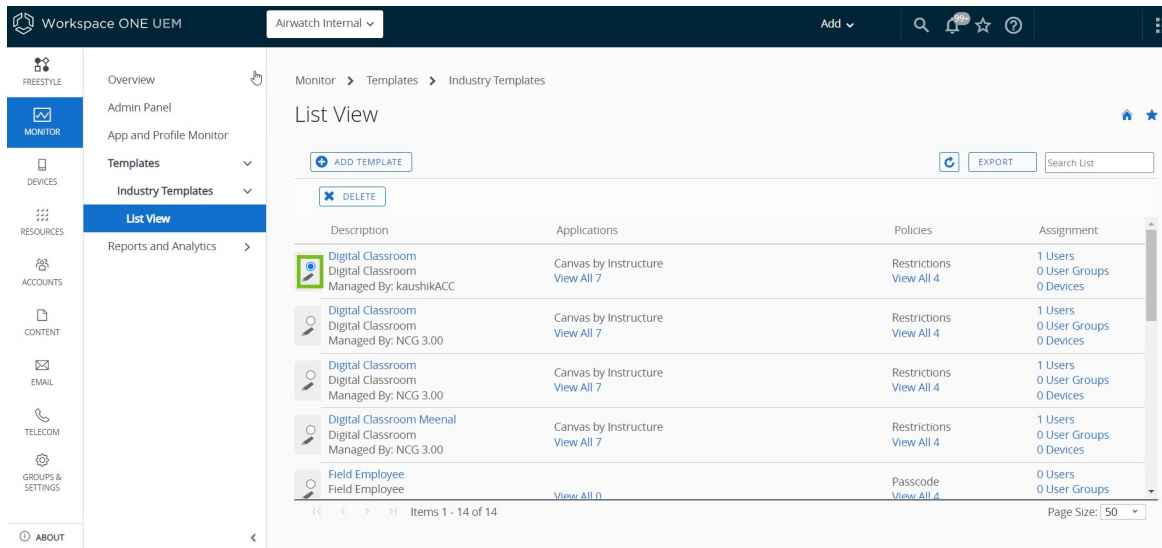 Workspace ONE UEM
Airwatch Internal
Add
99+
FREESTYLE
MONITOR
DEVICES
RESOURCES
ACCOUNTS
CONTENT
EMAIL
TELECOM
GROUPS &
SETTINGS
ABOUT
Overview
Admin Panel
App and Profile Monitor
Templates
Industry Templates
List View
Reports and Analytics
Monitor > Templates > Industry Templates
List View
ADD TEMPLATE
EXPORT
Search List
DELETE
Description Applications Policies Assignment
Digital Classroom
Digital Classroom
Managed By: kaushikACC
Canvas by Instructure
View All 7
Restrictions
View All 4
1 Users
0 User Groups
0 Devices
Digital Classroom
Digital Classroom
Managed By: NCG 3.00
Canvas by Instructure
View All 7
Restrictions
View All 4
1 Users
0 User Groups
0 Devices
Digital Classroom
Digital Classroom
Managed By: NCG 3.00
Canvas by Instructure
View All 7
Restrictions
View All 4
1 Users
0 User Groups
0 Devices
Digital Classroom Meenal
Digital Classroom
Managed By: NCG 3.00
Canvas by Instructure
View All 7
Restrictions
View All 4
1 Users
0 User Groups
0 Devices
Field Employee
Field Employee
View All 0
Passcode
View All 4
0 Users
0 User Groups
Items 1 - 14 of 14
Page Size: 50